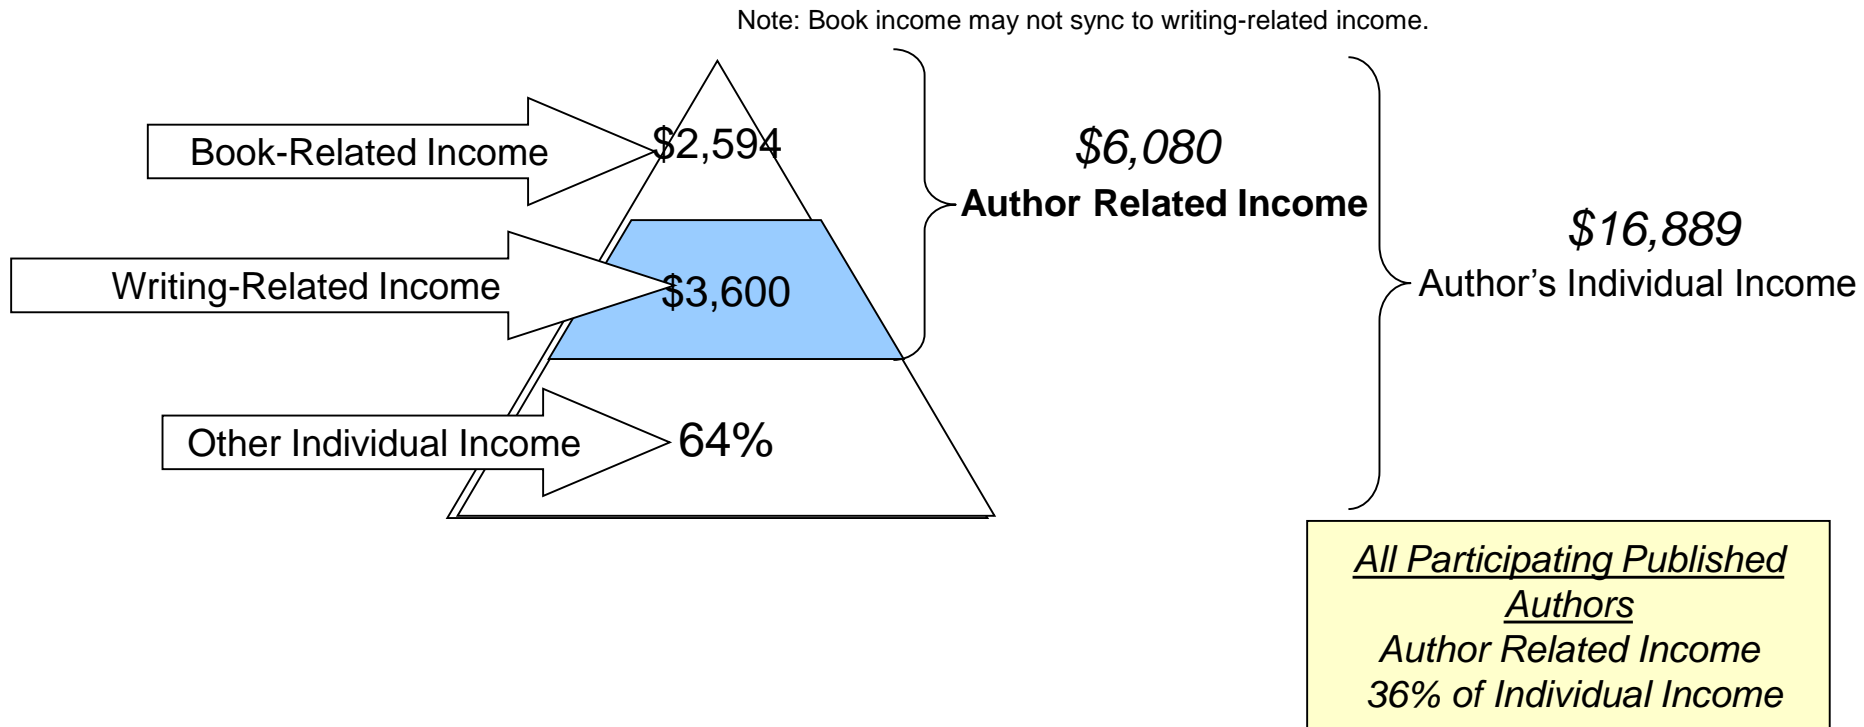 Note: Book income may not sync to writing-related income.
Book-Related Income
$2,594
$6,080
Author Related Income
$16,889
Author’s Individual Income
Writing-Related Income
$3,600
Other Individual Income
64%
All Participating Published
Authors
Author Related Income
36% of Individual Income